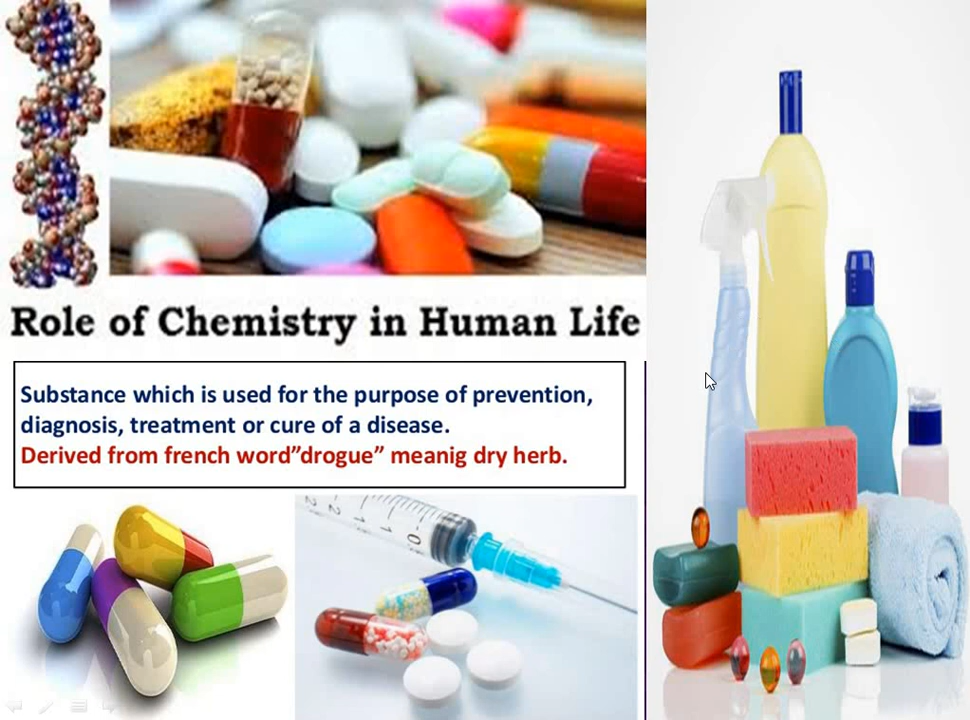 Role of Chemistry in Human Life
Substance which is used for the purpose of prevention,
diagnosis, treatment or cure of a disease.
Derived from french word”drogue” meanig dry herb.